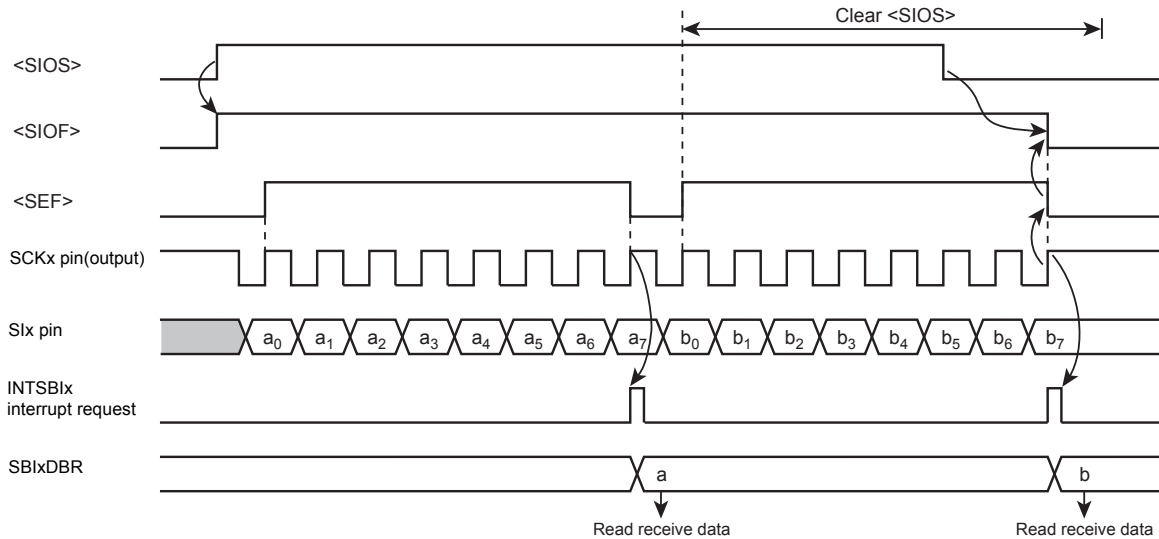 Clear <SIOS>
<SIOS>
<SIOF>
<SEF>
SCKx pin(output)
SIx pin
a0 a1 a2 a3 a4 a5 a6 a7 b0 b1 b2 b3 b4 b5 b6 b7
INTSBIx
interrupt request
SBIxDBR
a b
Read receive data Read receive data